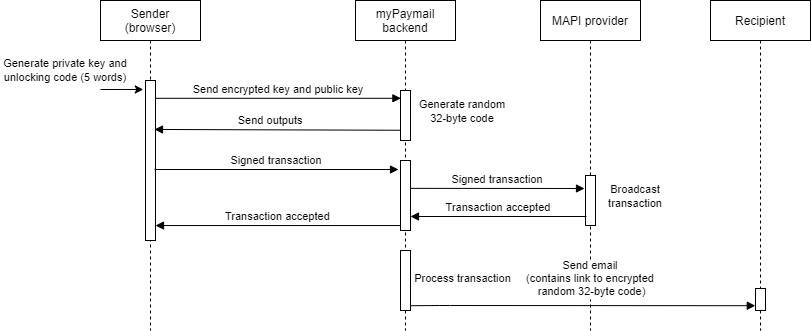 Sender
(browser)
myPaymail
backend
MAPI provider
Recipient
Generate private key and
unlocking code (5 words)
Send encrypted key and public key
Generate random
32-byte code
Send outputs
Signed transaction
Signed transaction
Broadcast
transaction
Transaction accepted
Transaction accepted
Send email
Process transaction
(contains link to encrypted
random 32-byte code)